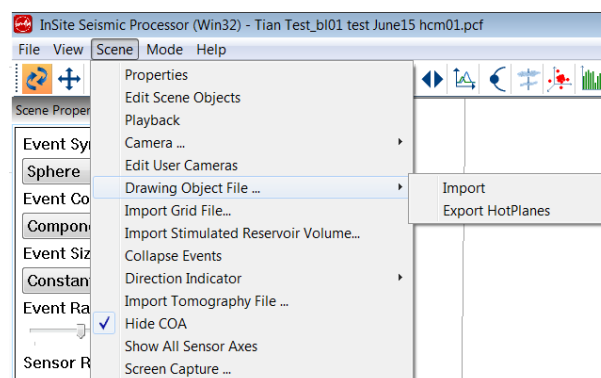 InSite Seismic Processor (Win32) - Tian Test_bl01 test June15 hcm01.pcf
File View Scene Mode Help
Properties
Edit Scene Objects
Playback
Camera ...
Edit User Cameras
Drawing Object File ...
Import Grid File...
Import Stimulated Reservoir Volume...
Collapse Events
Direction Indicator
Import Tomography File ...
Hide COA
Show All Sensor Axes
Screen Capture ...
Import
Export HotPlanes
Scene Proper
Event Sy
Sphere
Event Co
Compon
Event Siz
Constan
Event Ra
Sensor R